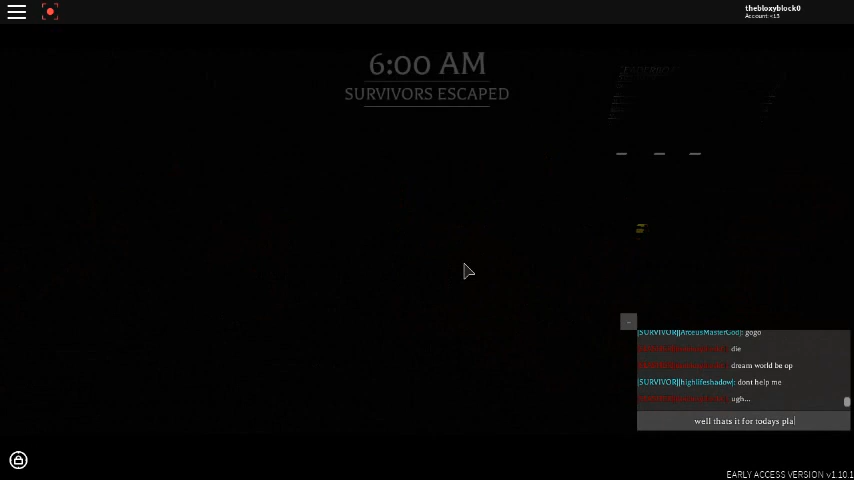 thebloxyblock0
Account: <13
6:00 AM
SURVIVORS ESCAPED
[SURVIVOR][ArceusMasterGod]: gogo
die
dream world be op
[SURVIVOR][highlifeshadow]: dont help me
ugh...
well thats it for todays pla
EARLY ACCESS VERSION v1.10.1